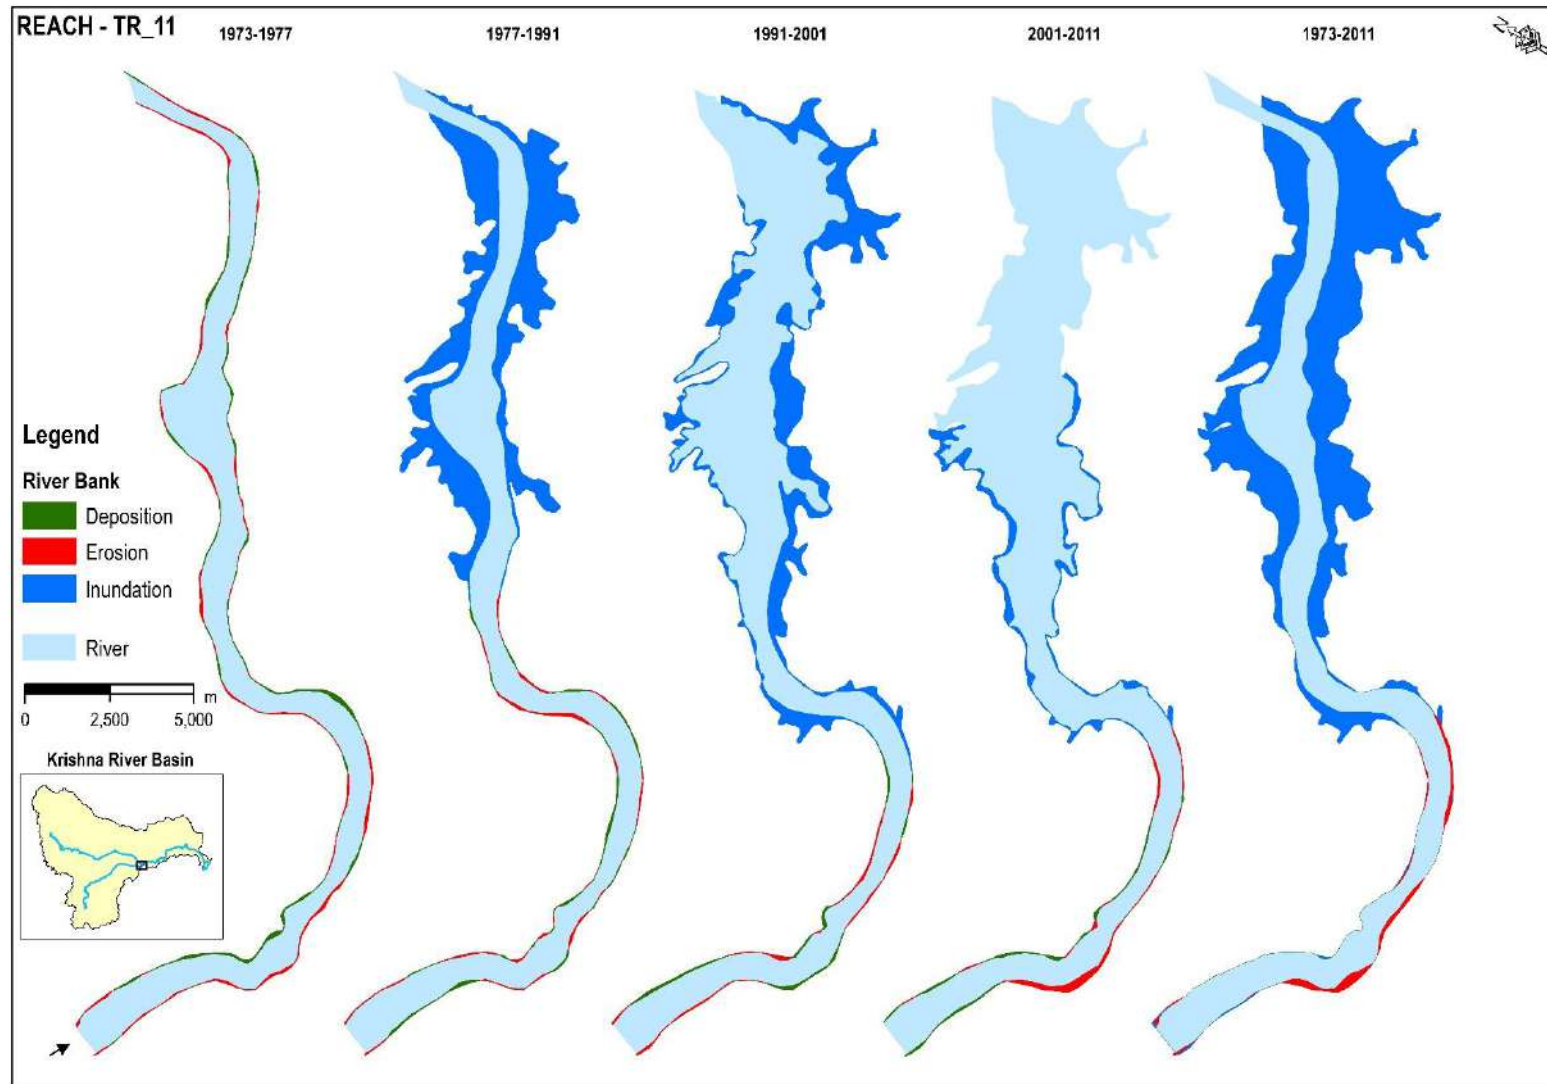 REACH - TR_11
1973-1977
1977-1991
1991-2001
2001-2011
1973-2011
N
Legend
River Bank
Deposition
Erosion
Inundation
River
m
0 2,500 5,000
Krishna River Basin